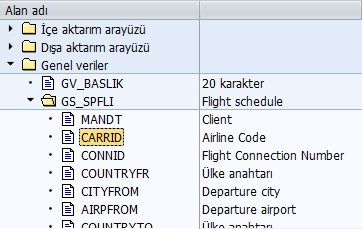 Alan adı
İçe aktarım arayüzü
Dışa aktarım arayüzü
Genel veriler
GV_BASLIK 20 karakter
GS_SPFLI Flight schedule
MANDT Client
CARRID Airline Code
CONNID Flight Connection Number
COUNTRYFR Ülke anahtarı
CITYFROM Departure city
AIRPFROM Departure airport
COUNTRYTO Ülke anahtarı